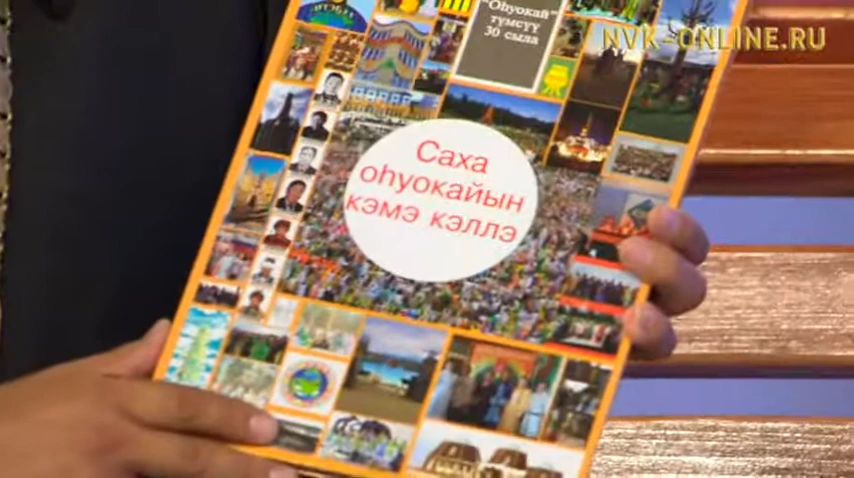 "Оһуокай"
түмсүү
30 сыла
NVK-ONLINE.RU
Саха
оһуокайын
кэмэ кэллэ